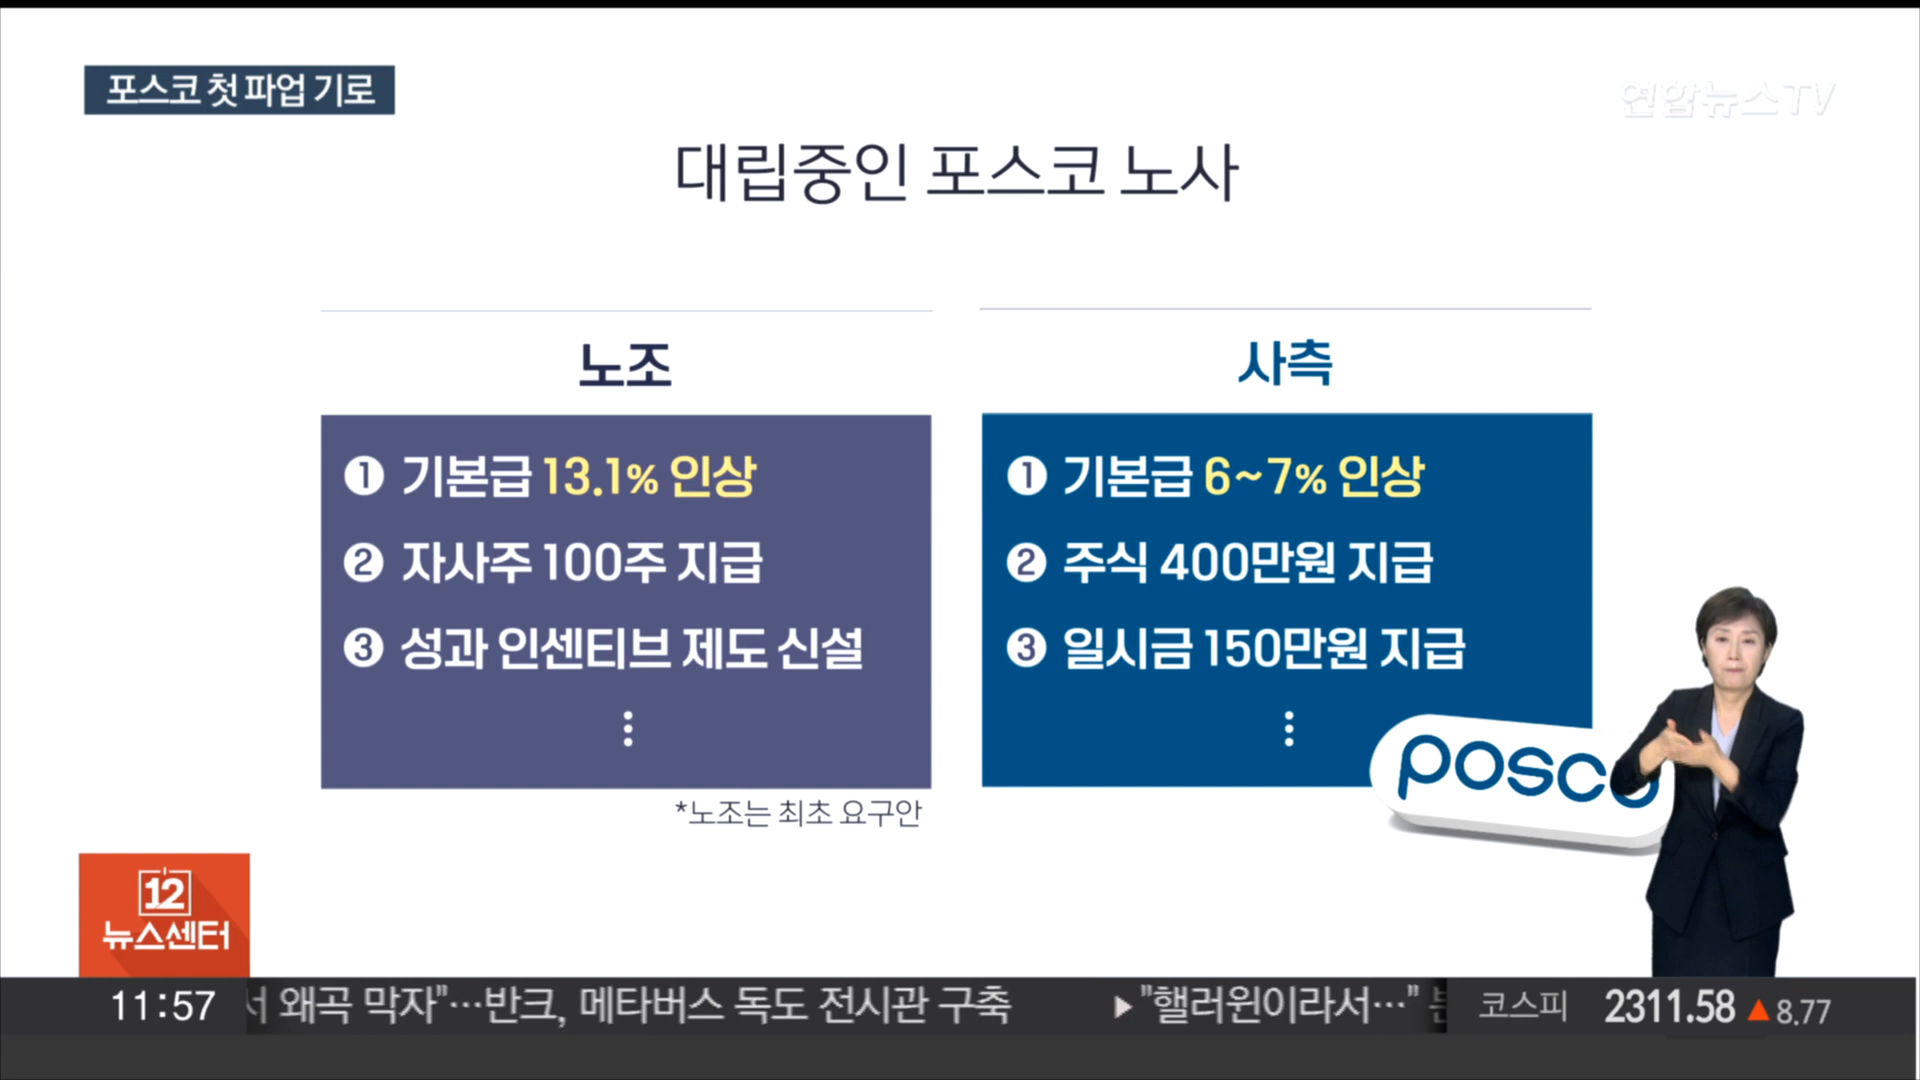 포스코 첫 파업 기로
연합뉴스TV
대립중인 포스코 노사
노조
① 기본급 13.1% 인상
② 자사주 100주 지급
③ 성과 인센티브 제도 신설
⋮
*노조는 최초 요구안
사측
① 기본급 6~7% 인상
② 주식 400만원 지급
③ 일시금 150만원 지급
⋮
posco
12
뉴스센터
11:57 서 왜곡 막자"…반크, 메타버스 독도 전시관 구축 ▶"핼러윈이라서…" 코스피 2311.58 ▲8.77